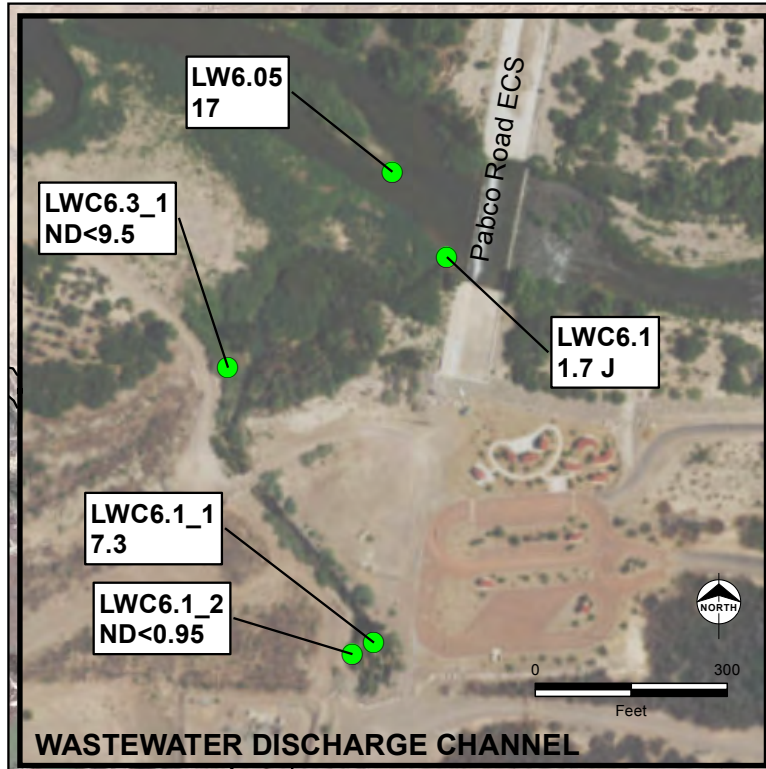 LW6.05
17
Pabco Road ECS
LWC6.3_1
ND<9.5
LWC6.1
1.7 J
LWC6.1_1
7.3
LWC6.1_2
ND<0.95
NORTH
0 300
Feet
WASTEWATER DISCHARGE CHANNEL